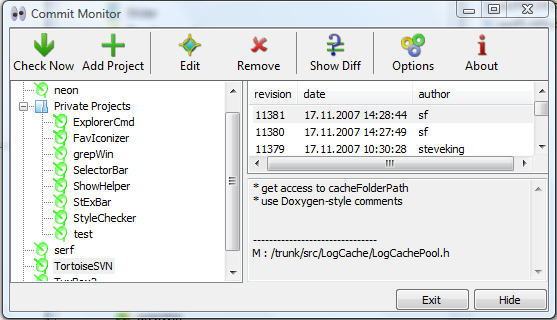 Commit Monitor
Check Now Add Project Edit Remove Show Diff Options About
neon
Private Projects
ExplorerCmd
FavIconizer
grepWin
SelectorBar
ShowHelper
StExBar
StyleChecker
test
serf
TortoiseSVN
revision date author
11381 17.11.2007 14:28:44 sf
11380 17.11.2007 14:27:49 sf
11379 17.11.2007 10:30:28 steveking
* get access to cacheFolderPath
* use Doxygen-style comments
-------------------------------
M : /trunk/src/LogCache/LogCachePool.h
Exit Hide